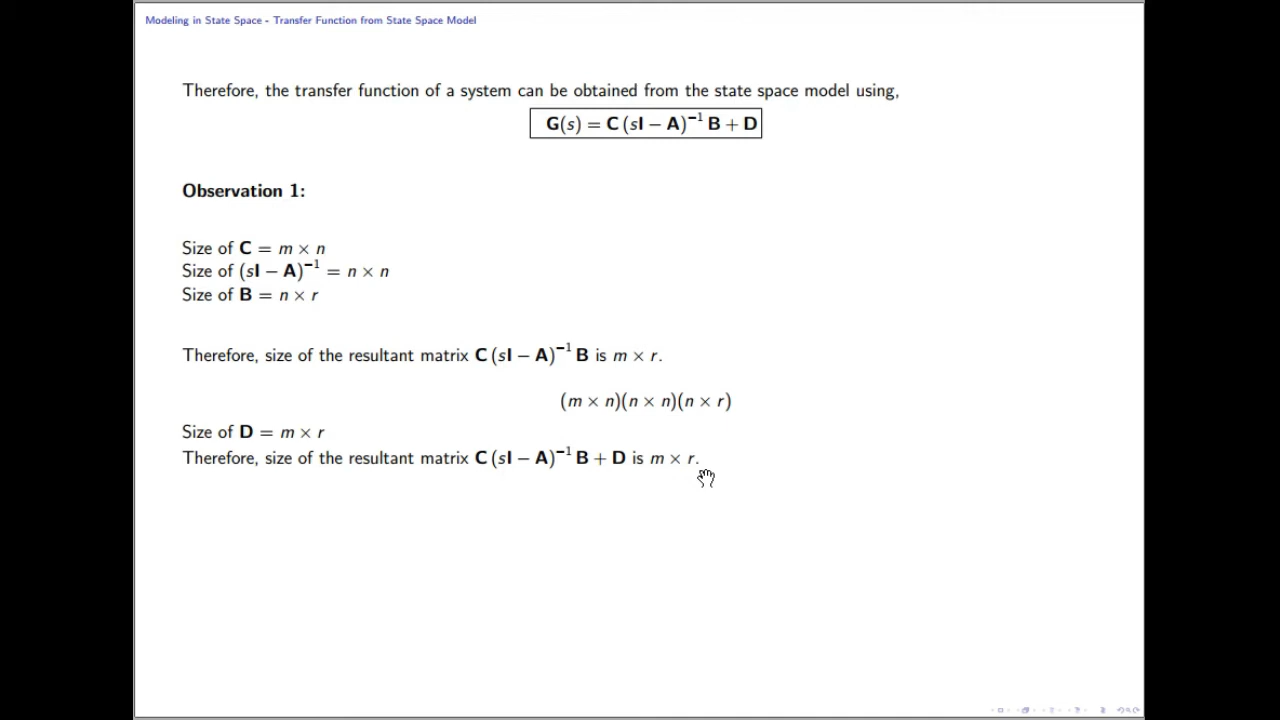 Modeling in State Space - Transfer Function from State Space Model
Therefore, the transfer function of a system can be obtained from the state space model using,
G(s) = C (sI − A)⁻¹ B + D
Observation 1:
Size of C = m × n
Size of (sI − A)⁻¹ = n × n
Size of B = n × r
Therefore, size of the resultant matrix C (sI − A)⁻¹ B is m × r.
(m × n)(n × n)(n × r)
Size of D = m × r
Therefore, size of the resultant matrix C (sI − A)⁻¹ B + D is m × r.